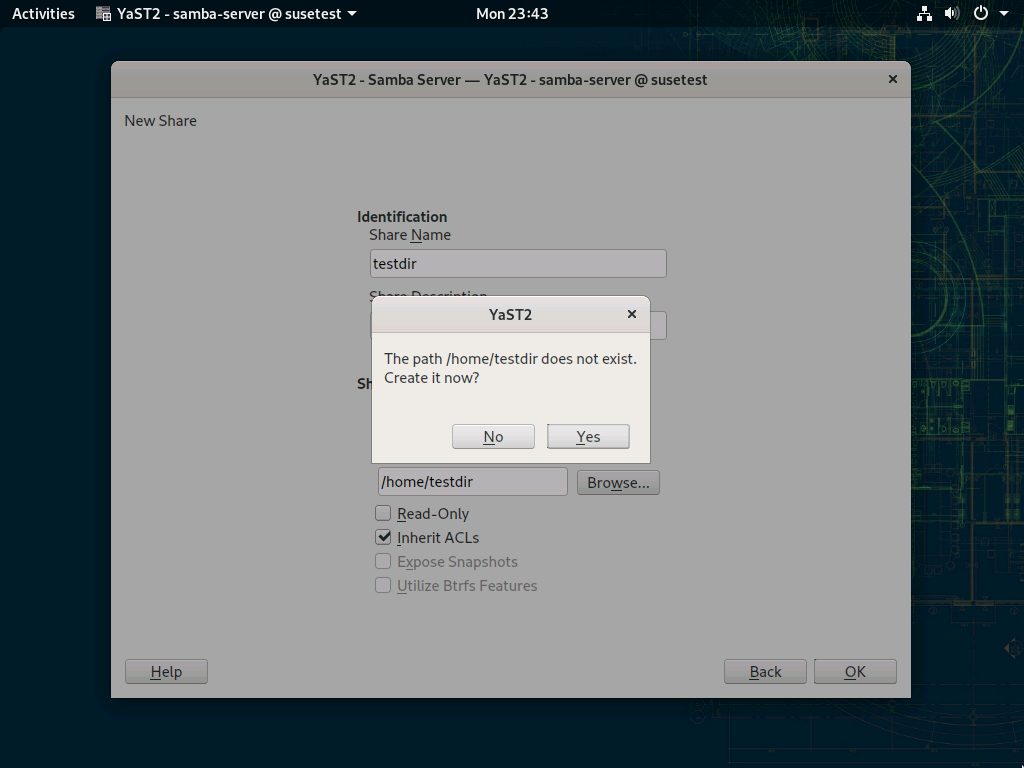 Activities YaST2 - samba-server @ susetest Mon 23:43
YaST2 - Samba Server — YaST2 - samba-server @ susetest
New Share
Identification
Share Name
testdir
Share Description
YaST2
The path /home/testdir does not exist.
Create it now?
No Yes
/home/testdir Browse...
Read-Only
Inherit ACLs
Expose Snapshots
Utilize Btrfs Features
Help Back OK